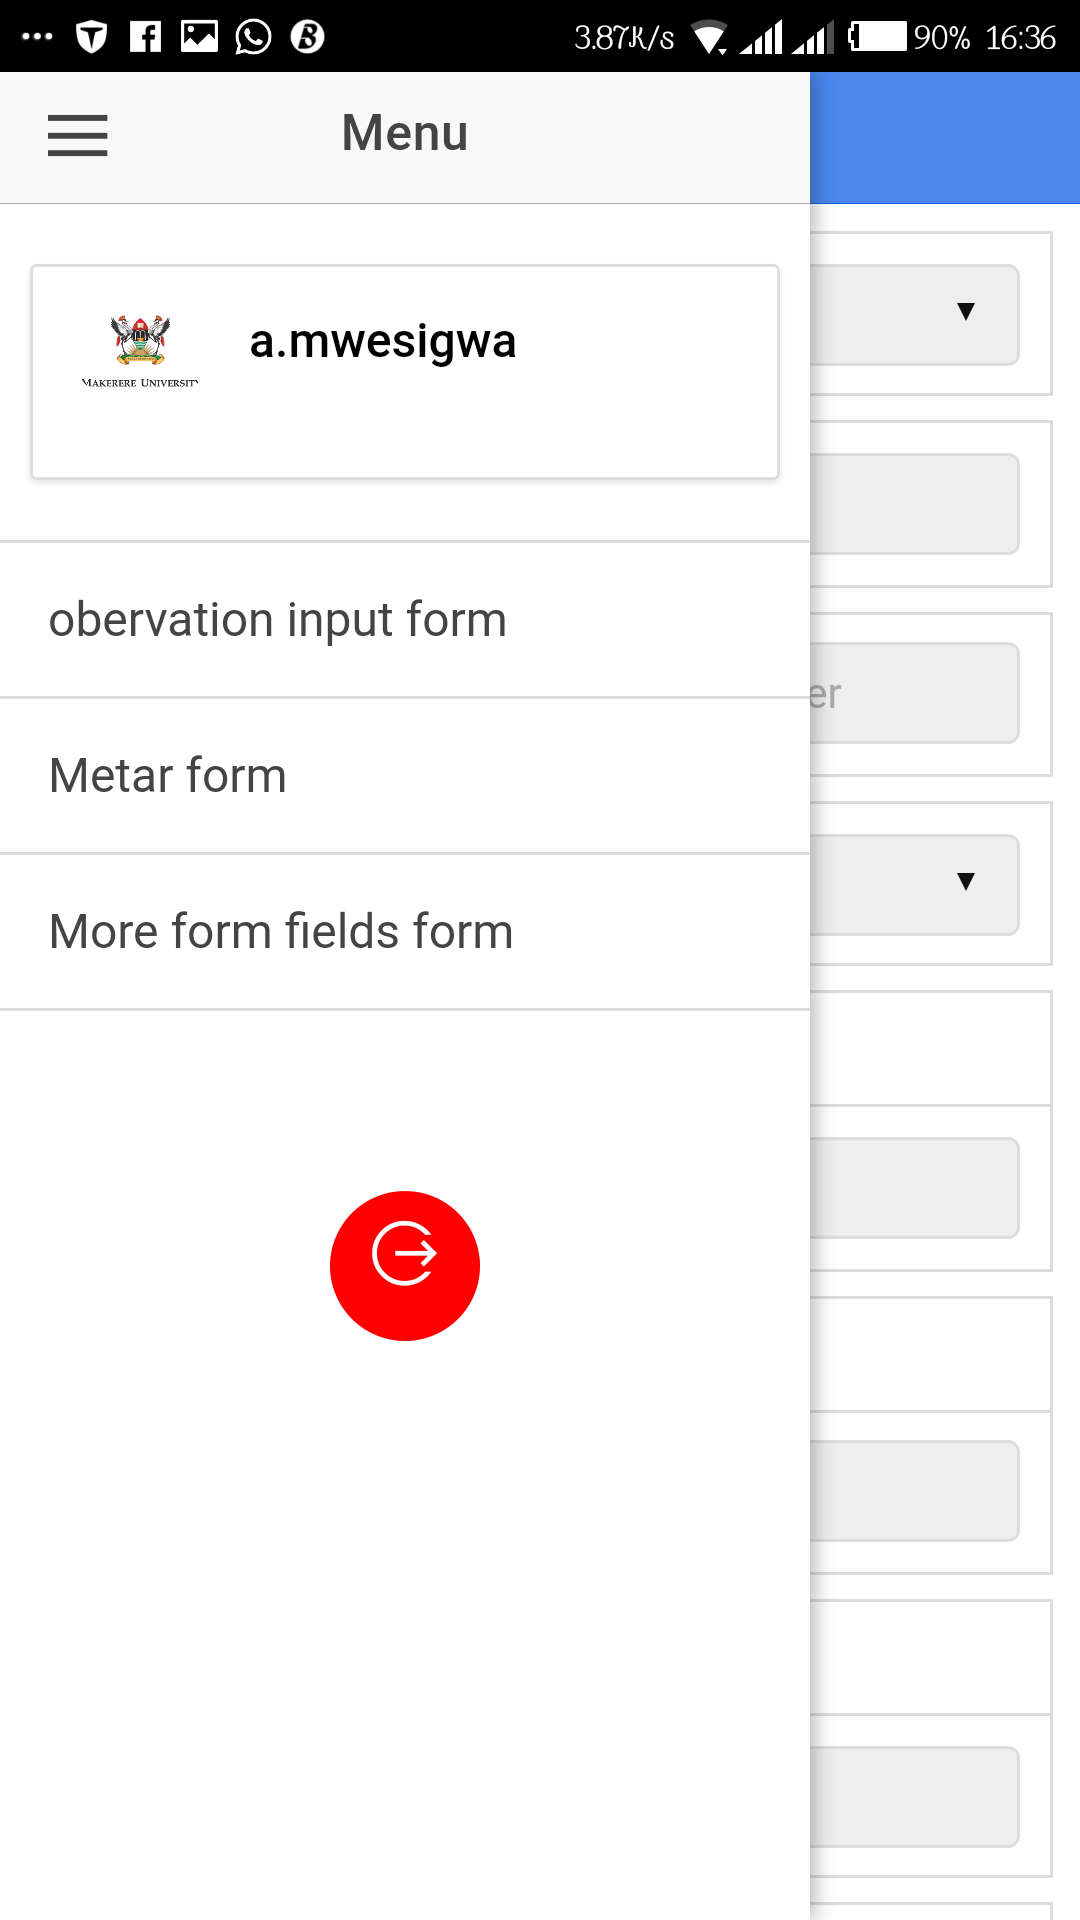 3.87K/s 90% 16:36
Menu
a.mwesigwa
MAKERERE UNIVERSITY
obervation input form
er
Metar form
More form fields form